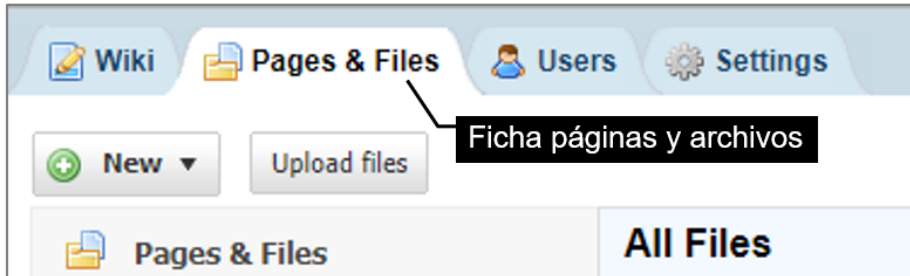 Wiki Pages & Files Users Settings
Ficha páginas y archivos
New Upload files
Pages & Files
All Files